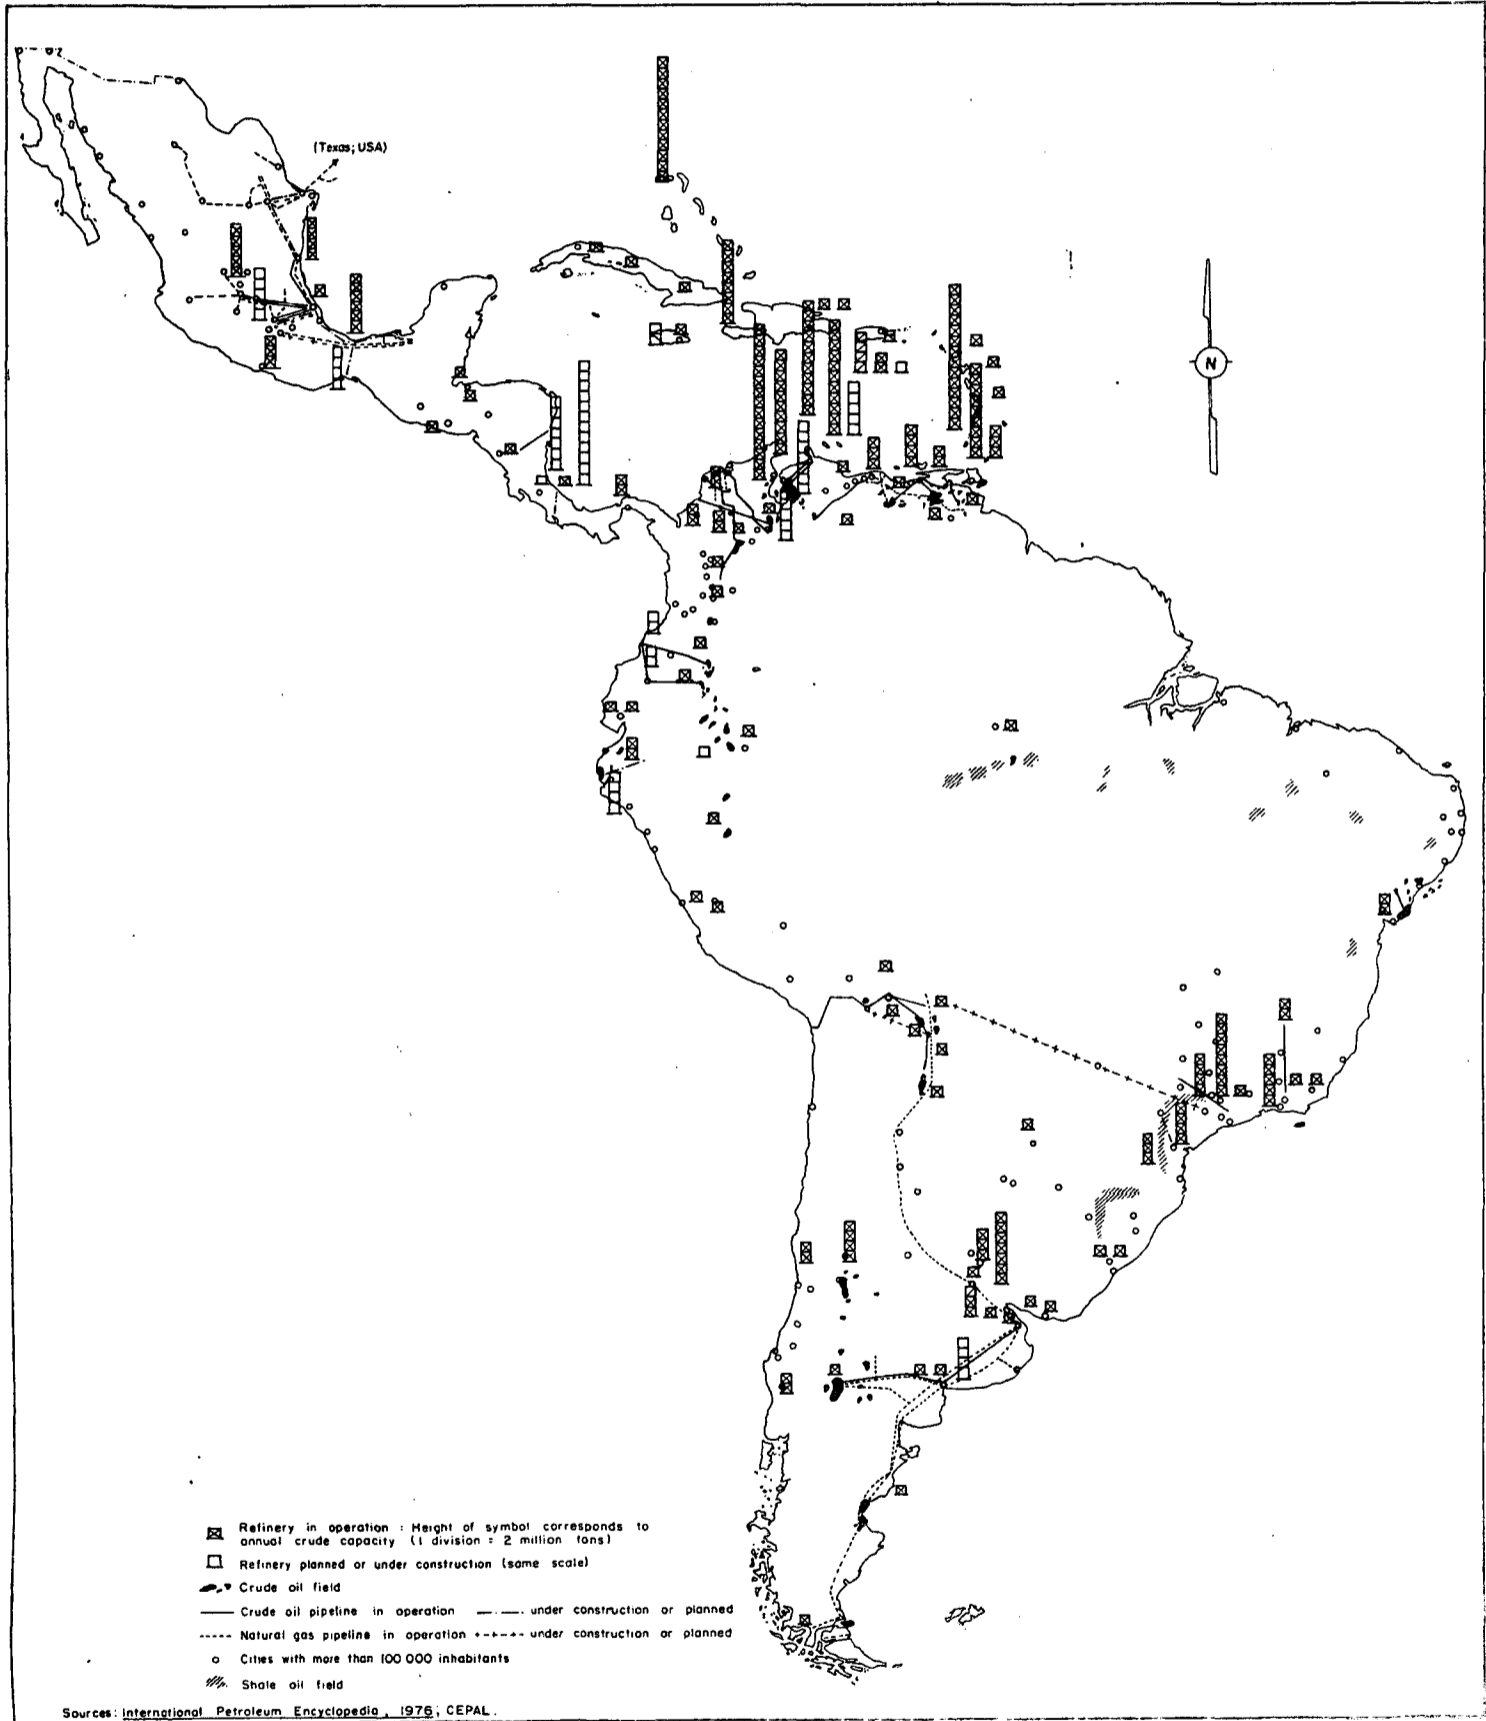 (Texas; USA)
N
Refinery in operation : Height of symbol corresponds to
annual crude capacity (1 division = 2 million tons)
Refinery planned or under construction (same scale)
Crude oil field
Crude oil pipeline in operation under construction or planned
Natural gas pipeline in operation under construction or planned
Cities with more than 100 000 inhabitants
Shale oil field
Sources: International Petroleum Encyclopedia, 1976; CEPAL.